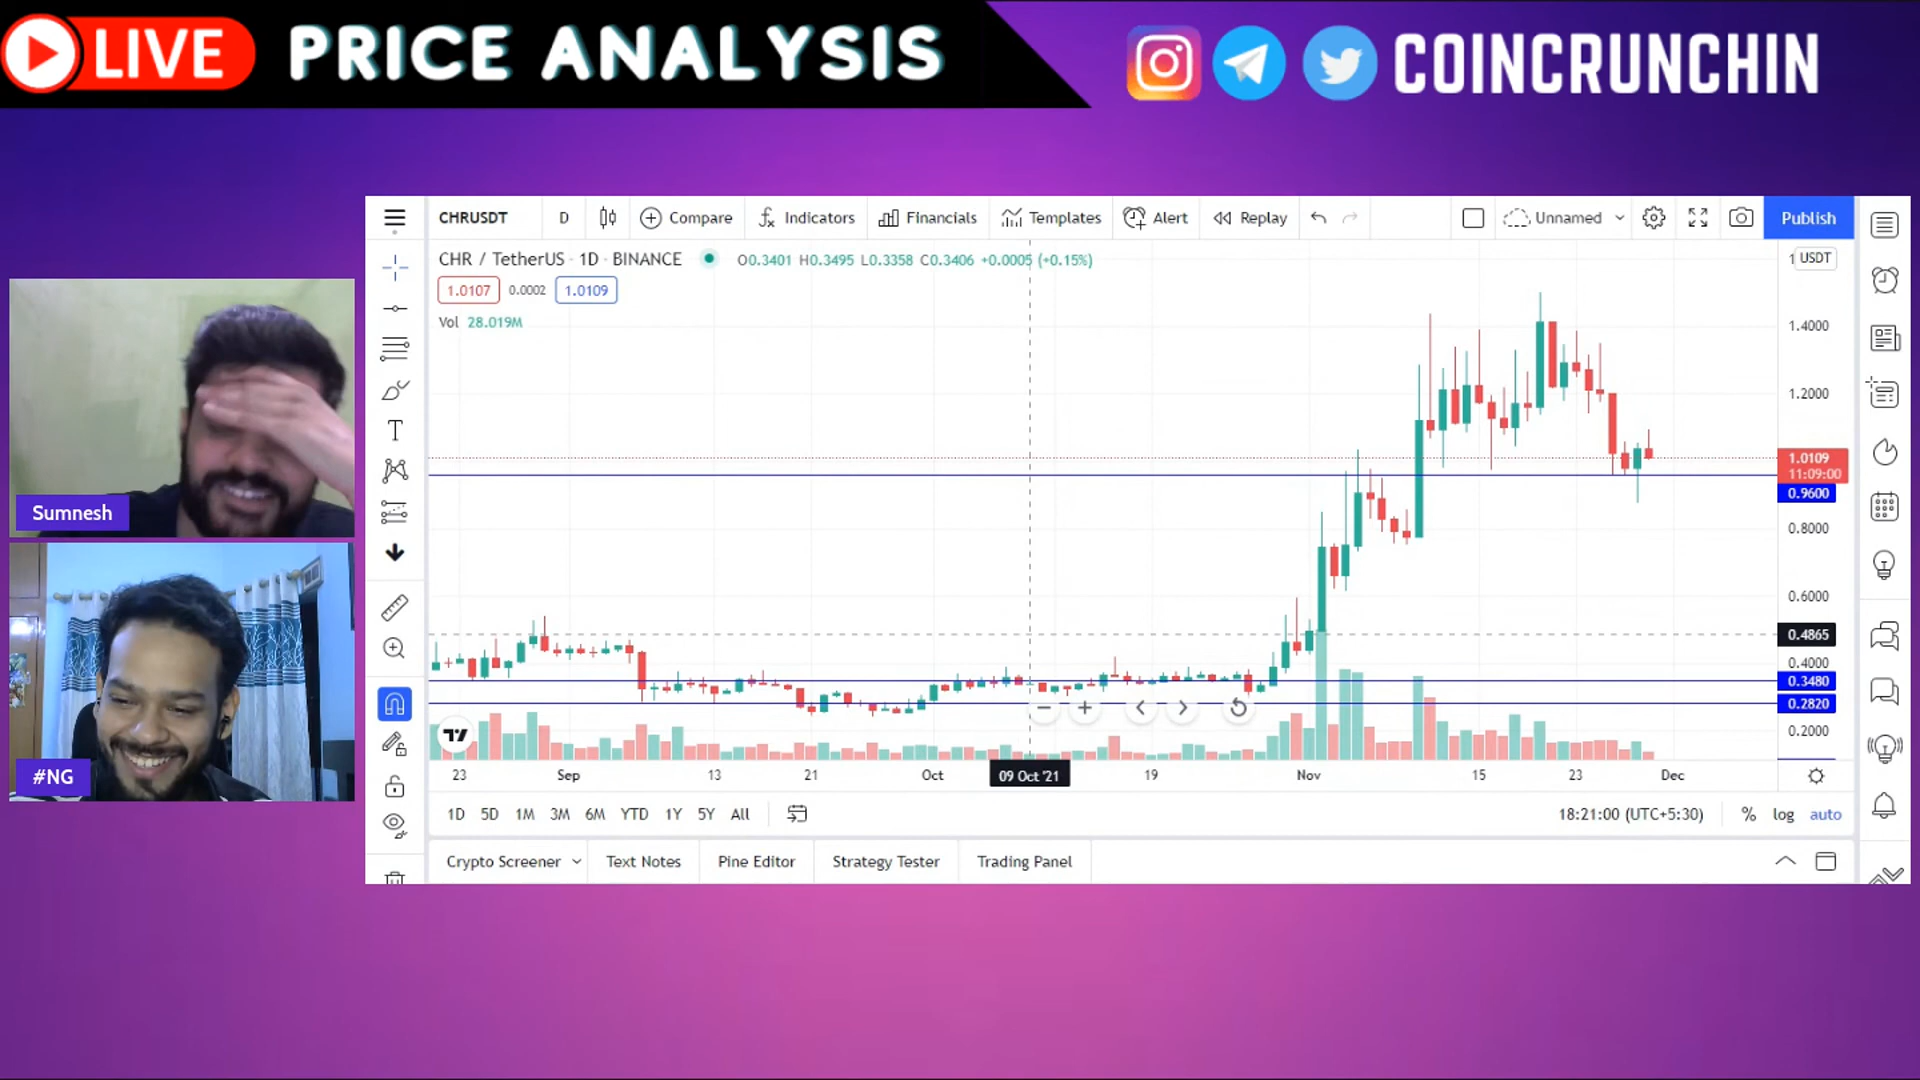 LIVE PRICE ANALYSIS
COINCRUNCHIN
CHRUSDT D Compare Indicators Financials Templates Alert Replay Unnamed Publish
CHR / TetherUS · 1D · BINANCE O0.3401 H0.3495 L0.3358 C0.3406 +0.0005 (+0.15%)
USDT
1.0107 0.0002 1.0109
Vol 28.019M
1.4000
1.2000
1.0109
11:09:00
0.9600
0.8000
0.6000
0.4865
0.4000
0.3480
0.2820
0.2000
Sumnesh
#NG
23 Sep 13 21 Oct 09 Oct '21 19 Nov 15 23 Dec
1D 5D 1M 3M 6M YTD 1Y 5Y All 18:21:00 (UTC+5:30) % log auto
Crypto Screener Text Notes Pine Editor Strategy Tester Trading Panel